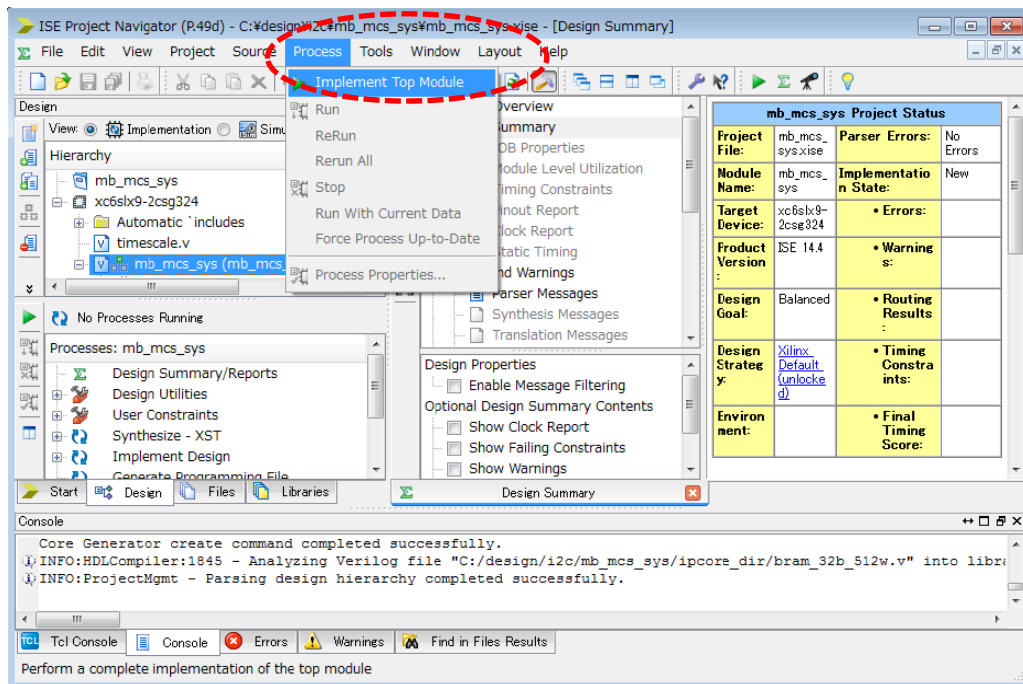 ISE Project Navigator (P.49d) - C:¥design¥i2c¥mb_mcs_sys¥mb_mcs_sys.xise - [Design Summary]
File Edit View Project Source Process Tools Window Layout Help
Implement Top Module
Run
ReRun
Rerun All
Stop
Run With Current Data
Force Process Up-to-Date
Process Properties...
Design
View: Implementation Simu
Hierarchy
mb_mcs_sys
xc6slx9-2csg324
Automatic `includes
timescale.v
mb_mcs_sys (mb_mcs_
No Processes Running
Processes: mb_mcs_sys
Design Summary/Reports
Design Utilities
User Constraints
Synthesize - XST
Implement Design
Generate Programming File
Start Design Files Libraries
Overview
Summary
IOB Properties
Module Level Utilization
Timing Constraints
Pinout Report
Clock Report
Static Timing
nd Warnings
Parser Messages
Synthesis Messages
Translation Messages
Design Properties
Enable Message Filtering
Optional Design Summary Contents
Show Clock Report
Show Failing Constraints
Show Warnings
Design Summary
mb_mcs_sys Project Status
Project File: mb_mcs_sys.xise Parser Errors: No Errors
Module Name: mb_mcs_sys Implementation State: New
Target Device: xc6slx9-2csg324 • Errors:
Product Version: ISE 14.4 • Warnings:
Design Goal: Balanced • Routing Results:
Design Strategy: Xilinx Default (unlocked) • Timing Constraints:
Environment: • Final Timing Score:
Console
Core Generator create command completed successfully.
INFO:HDLCompiler:1845 - Analyzing Verilog file "C:/design/i2c/mb_mcs_sys/ipcore_dir/bram_32b_512w.v" into libra
INFO:ProjectMgmt - Parsing design hierarchy completed successfully.
TCL Tcl Console Console Errors Warnings Find in Files Results
Perform a complete implementation of the top module